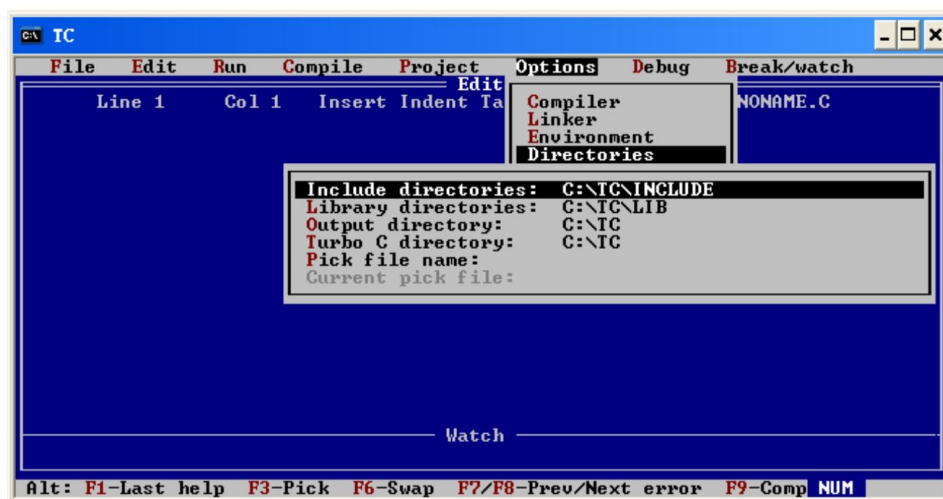 TC
File Edit Run Compile Project Options Debug Break/watch
Edit
Line 1 Col 1 Insert Indent Ta NONAME.C
Compiler
Linker
Environment
Directories
Include directories: C:\TC\INCLUDE
Library directories: C:\TC\LIB
Output directory: C:\TC
Turbo C directory: C:\TC
Pick file name:
Current pick file:
Watch
Alt: F1-Last help F3-Pick F6-Swap F7/F8-Prev/Next error F9-Comp NUM